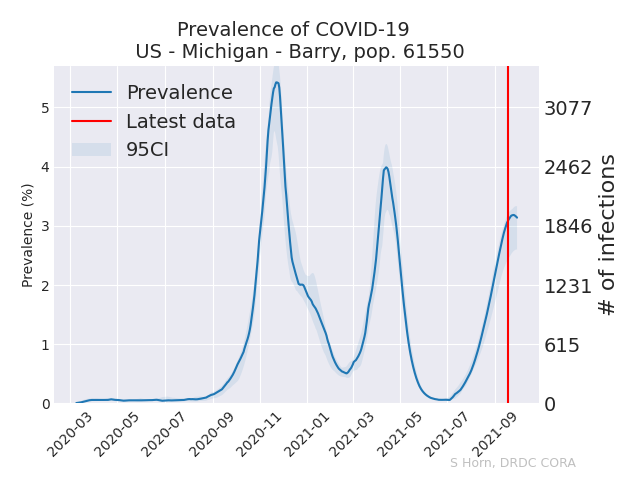 Prevalence of COVID-19
US - Michigan - Barry, pop. 61550
Prevalence
Latest data
95CI
Prevalence (%)
5
4
3
2
1
0
3077
2462
1846
1231
615
0
# of infections
2020-03
2020-05
2020-07
2020-09
2020-11
2021-01
2021-03
2021-05
2021-07
2021-09
S Horn, DRDC CORA